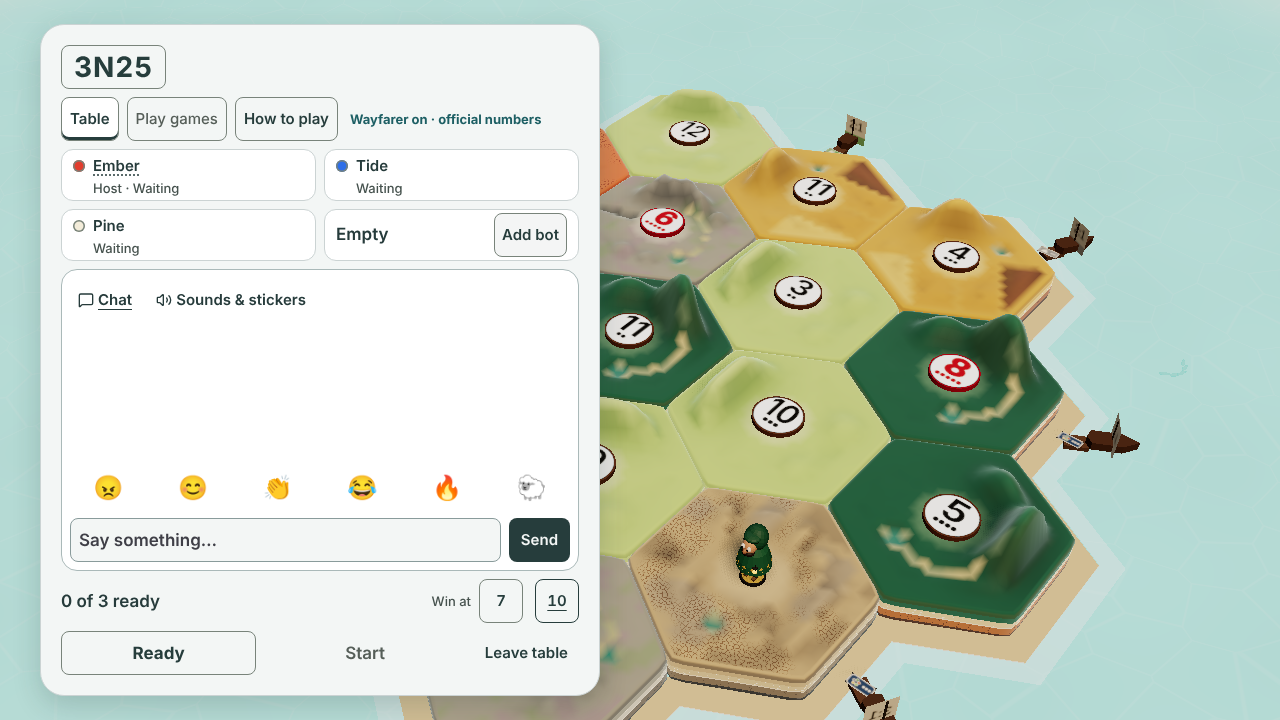 3N25
Table
Play games
How to play
Wayfarer on · official numbers
Ember
Host · Waiting
Tide
Waiting
Pine
Waiting
Empty
Add bot
Chat
Sounds & stickers
Say something...
Send
0 of 3 ready
Win at
7
10
Ready
Start
Leave table
12
11
6
4
3
11
8
10
5